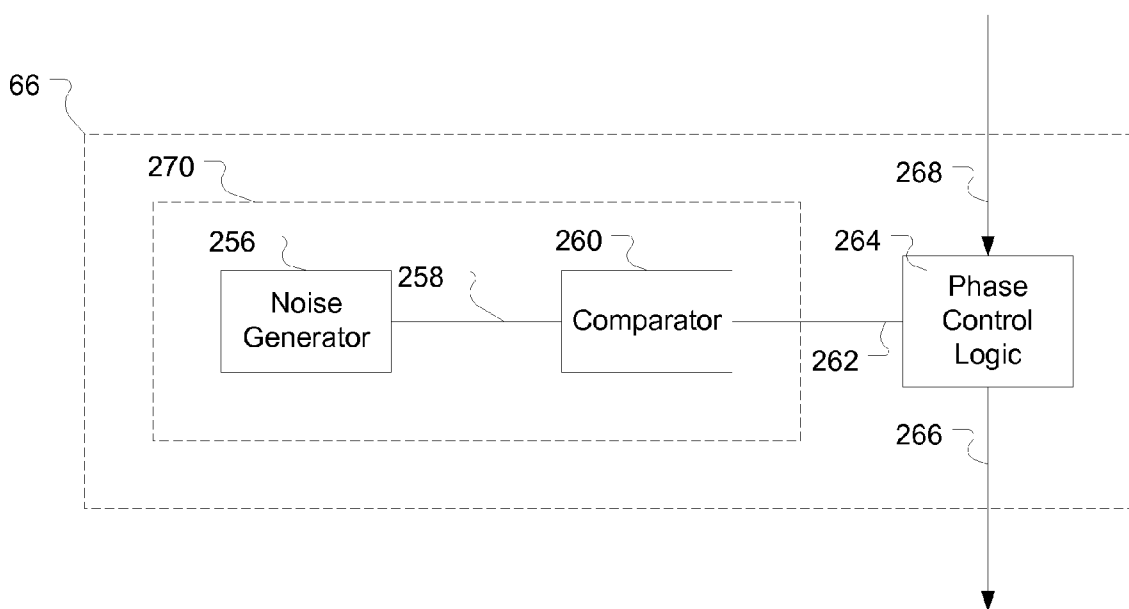 66
270
268
256
258
260
264
Noise
Generator
Comparator
Phase
Control
Logic
262
266